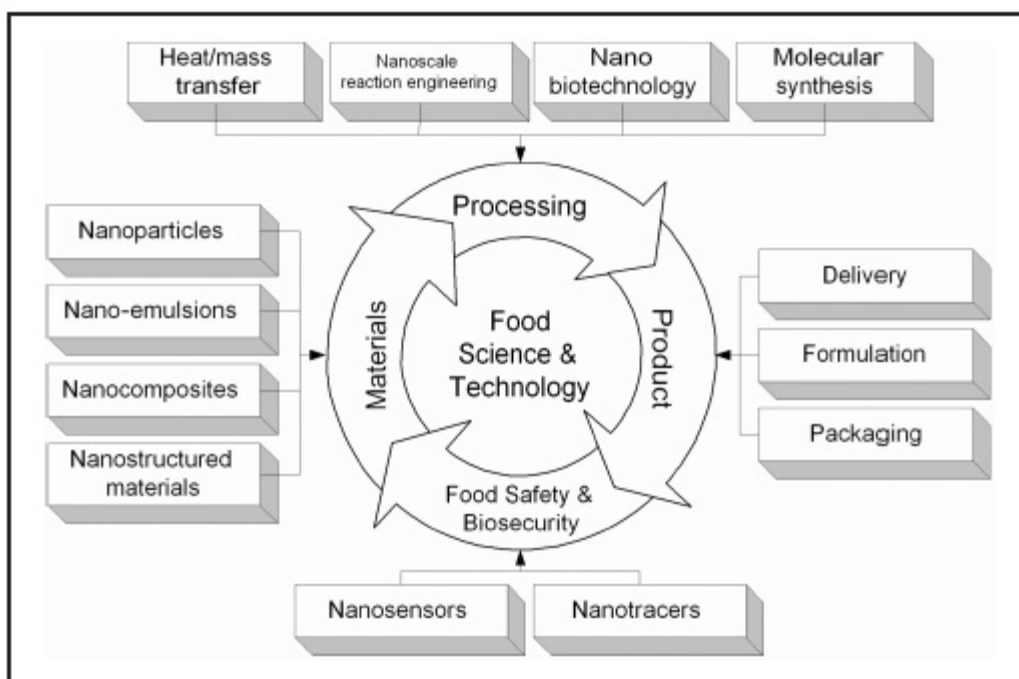 Heat/mass
transfer
Nanoscale
reaction engineering
Nano
biotechnology
Molecular
synthesis
Processing
Nanoparticles
Nano-emulsions
Nanocomposites
Nanostructured
materials
Materials
Food
Science &
Technology
Product
Delivery
Formulation
Packaging
Food Safety &
Biosecurity
Nanosensors
Nanotracers